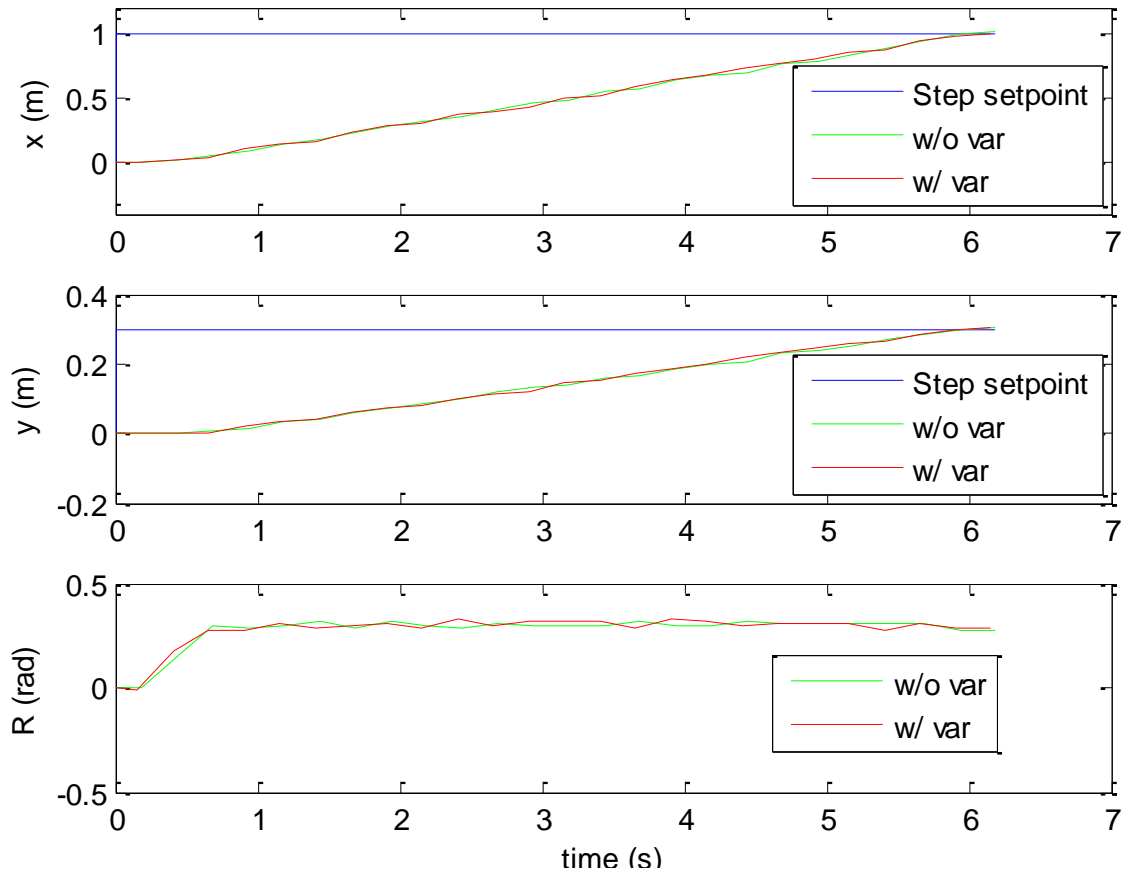 1
0.5
0
x (m)
Step setpoint
w/o var
w/ var
0 1 2 3 4 5 6 7
0.4
0.2
0
-0.2
y (m)
Step setpoint
w/o var
w/ var
0 1 2 3 4 5 6 7
0.5
0
-0.5
R (rad)
w/o var
w/ var
0 1 2 3 4 5 6 7
time (s)